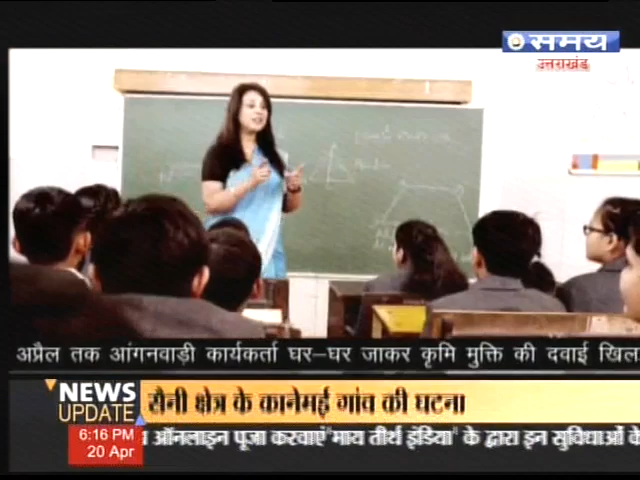 समय
उत्तराखंड
अप्रैल तक आंगनवाड़ी कार्यकर्ता घर–घर जाकर कृमि मुक्ति की दवाई खिल
NEWS
UPDATE
सैनी क्षेत्र के कानेमई गांव की घटना
6:16 PM
20 Apr
ऑनलाइन पूजा करवाएं"माय तीर्थ इंडिया" के द्वारा इन सुविधाओं के